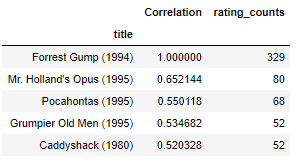 Correlation rating_counts
title
Forrest Gump (1994) 1.000000 329
Mr. Holland's Opus (1995) 0.652144 80
Pocahontas (1995) 0.550118 68
Grumpier Old Men (1995) 0.534682 52
Caddyshack (1980) 0.520328 52